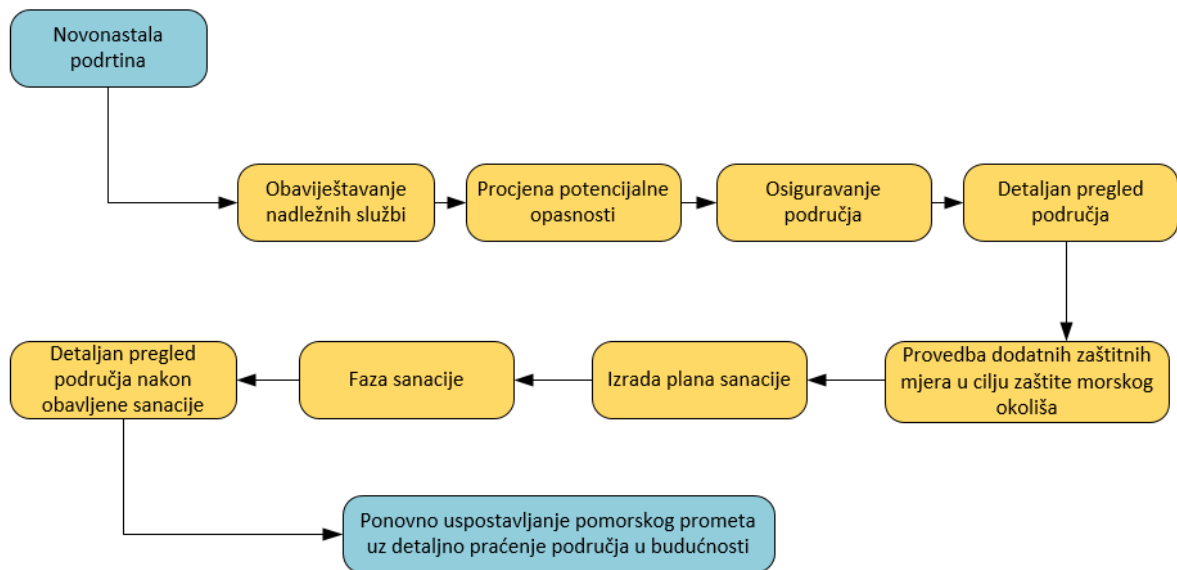 Novonastala
podrtina
Obaviještavanje
nadležnih službi
Procjena potencijalne
opasnosti
Osiguravanje
područja
Detaljan pregled
područja
Provedba dodatnih zaštitnih
mjera u cilju zaštite morskog
okoliša
Izrada plana sanacije
Faza sanacije
Detaljan pregled
područja nakon
obavljene sanacije
Ponovno uspostavljanje pomorskog prometa
uz detaljno praćenje područja u budućnosti